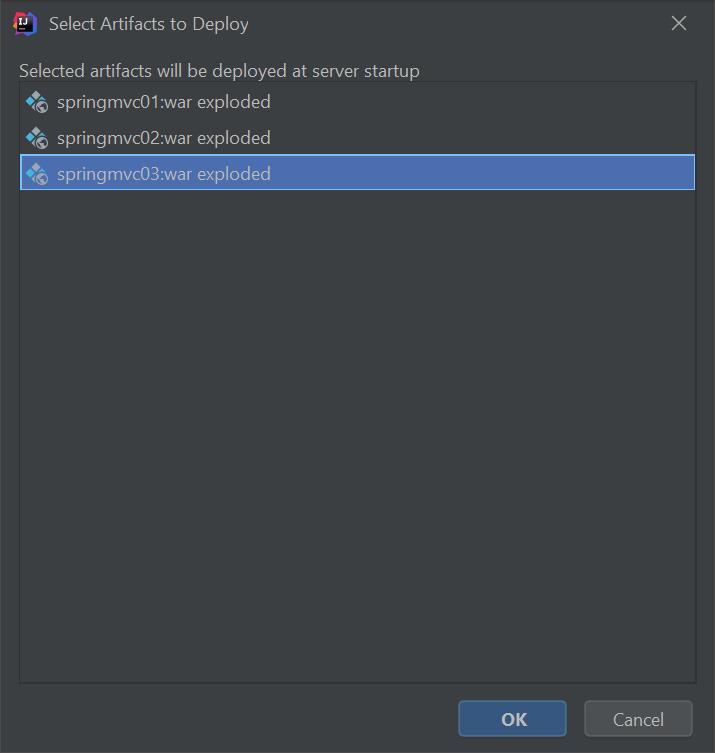 IJ
Select Artifacts to Deploy
Selected artifacts will be deployed at server startup
springmvc01:war exploded
springmvc02:war exploded
springmvc03:war exploded
OK
Cancel